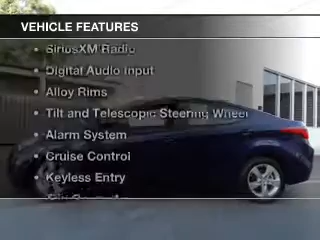 VEHICLE FEATURES
• SiriusXM Radio
• Digital Audio Input
• Alloy Rims
• Tilt and Telescopic Steering Wheel
• Alarm System
• Cruise Control
• Keyless Entry